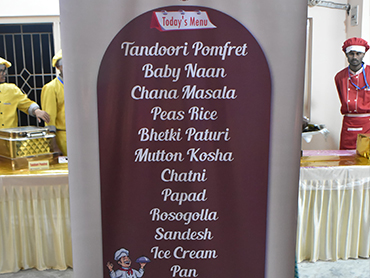 Today's Menu
Tandoori Pomfret
Baby Naan
Chana Masala
Peas Rice
Bhetki Paturi
Mutton Kosha
Chatni
Papad
Rosogolla
Sandesh
Ice Cream
Pan